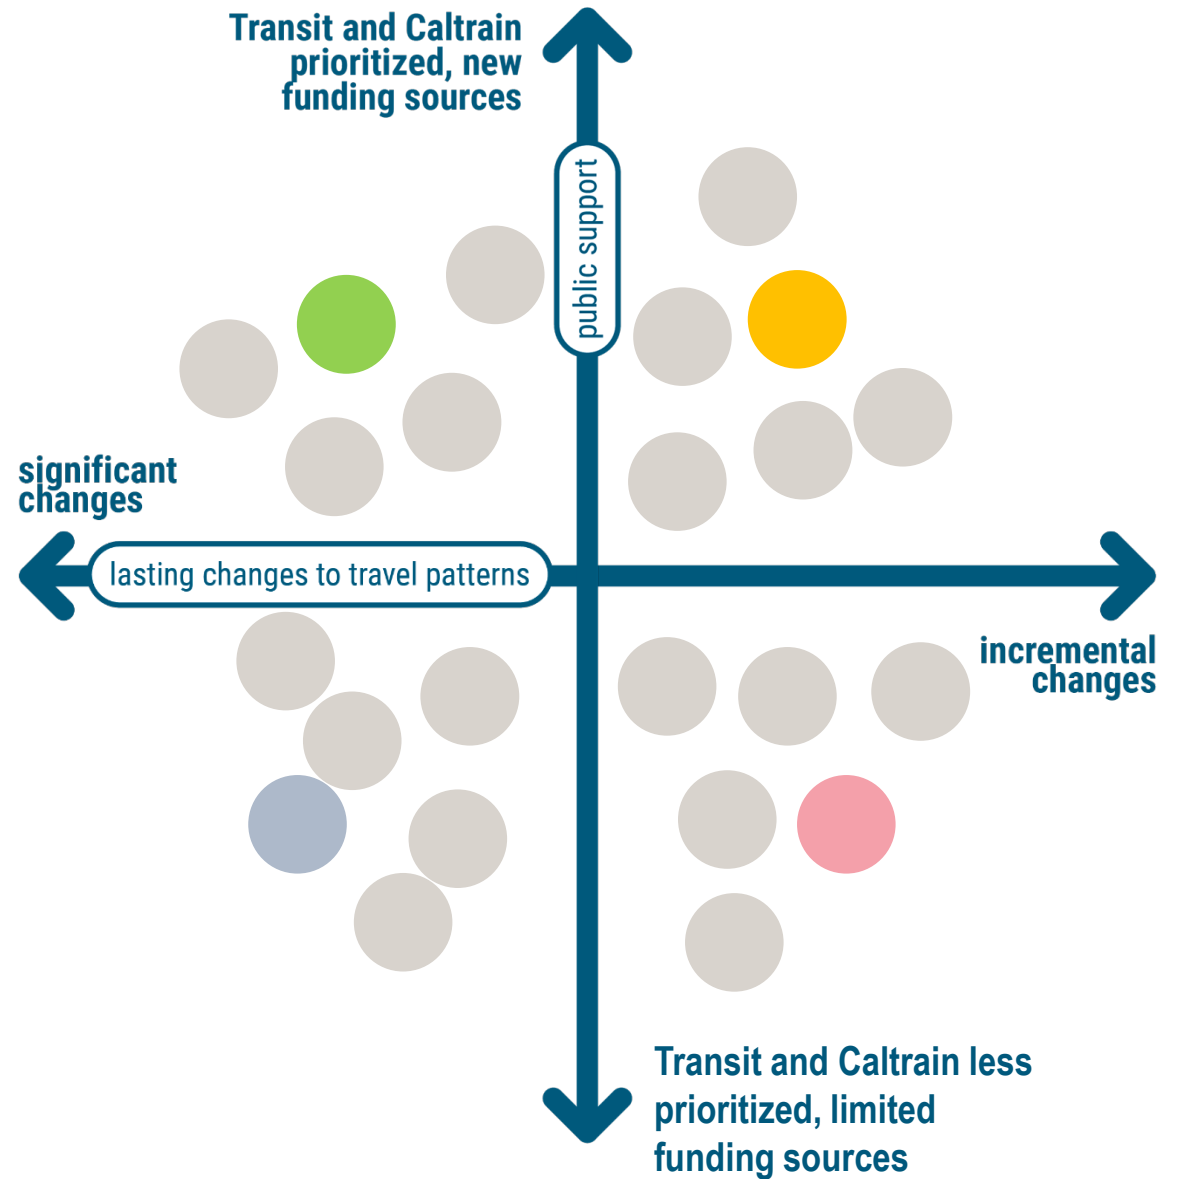 Transit and Caltrain
prioritized, new
funding sources
public support
significant
changes
lasting changes to travel patterns
incremental
changes
Transit and Caltrain less
prioritized, limited
funding sources